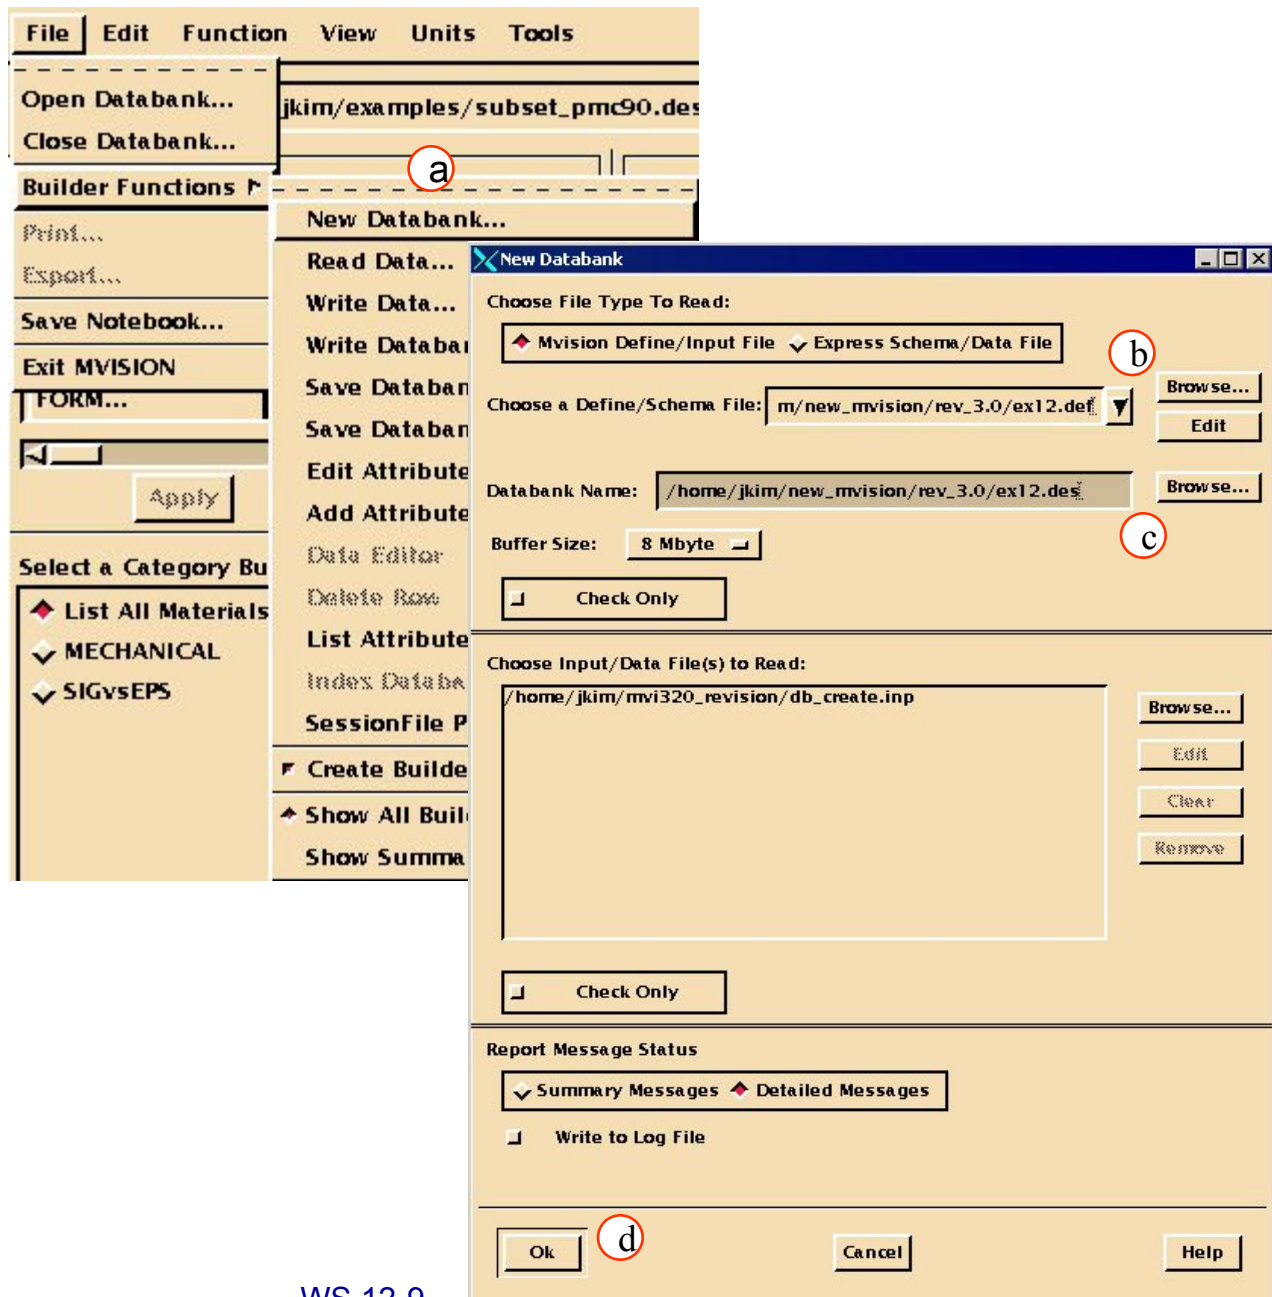 File Edit Function View Units Tools
Open Databank...
jkim/examples/subset_pmc90.des
Close Databank...
a
Builder Functions
New Databank...
Print...
Read Data...
Export...
Write Data...
Save Notebook...
Write Databa
Exit MVISION
Save Databan
FORM...
Save Databan
Edit Attribute
Apply
Add Attribute
Data Editor
Select a Category Bu
Delete Row
List All Materials
List Attribute
MECHANICAL
Index Databa
SIGvsEPS
SessionFile P
Create Builde
Show All Buil
Show Summa
New Databank
Choose File Type To Read:
Mvision Define/Input File Express Schema/Data File
b
Choose a Define/Schema File: m/new_mvision/rev_3.0/ex12.def Browse...
Edit
Databank Name: /home/jkim/new_mvision/rev_3.0/ex12.des Browse...
c
Buffer Size: 8 Mbyte
Check Only
Choose Input/Data File(s) to Read:
/home/jkim/mvi320_revision/db_create.inp
Browse...
Edit
Clear
Remove
Check Only
Report Message Status
Summary Messages Detailed Messages
Write to Log File
Ok d Cancel Help
WS 12-9